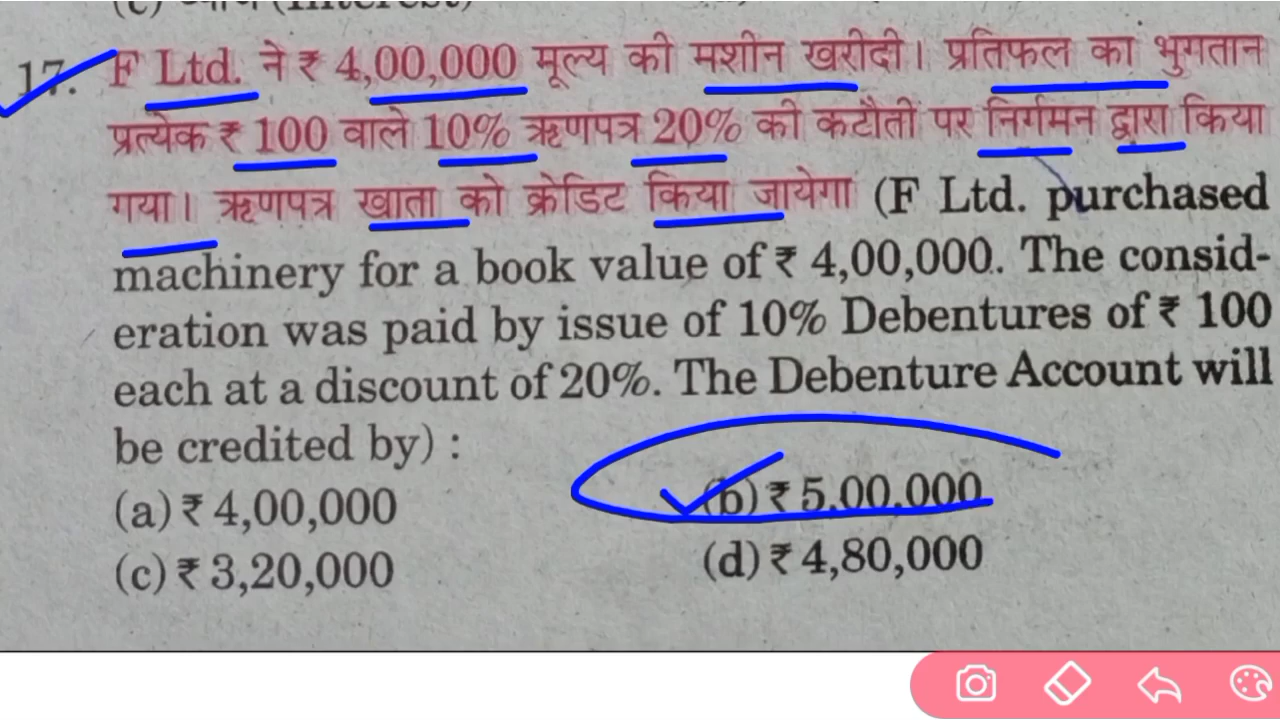 17. F Ltd. ने ₹ 4,00,000 मूल्य की मशीन खरीदी। प्रतिफल का भुगतान
प्रत्येक ₹ 100 वाले 10% ऋणपत्र 20% की कटौती पर निर्गमन द्वारा किया
गया। ऋणपत्र खाता को क्रेडिट किया जायेगा (F Ltd. purchased
machinery for a book value of ₹ 4,00,000. The consid-
eration was paid by issue of 10% Debentures of ₹ 100
each at a discount of 20%. The Debenture Account will
be credited by) :
(a) ₹ 4,00,000 (b) ₹ 5,00,000
(c) ₹ 3,20,000 (d) ₹ 4,80,000